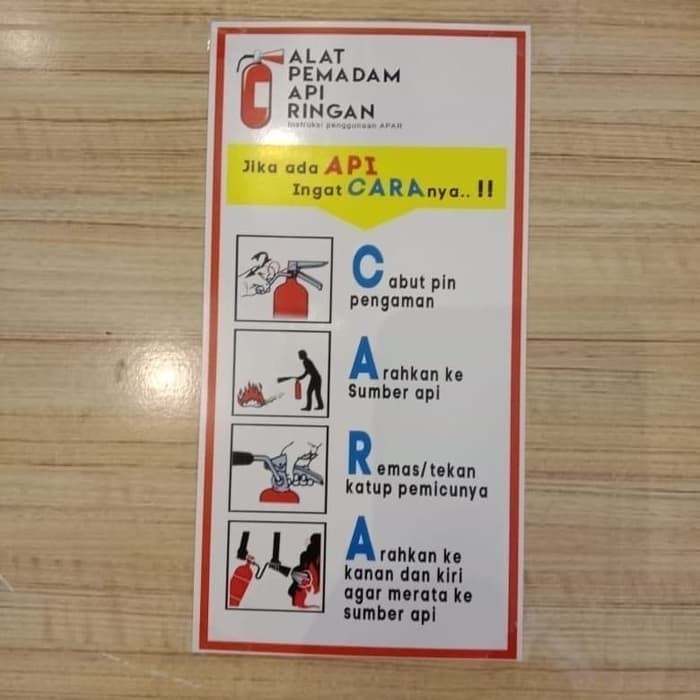 ALAT
PEMADAM
API
RINGAN
Instruksi penggunaan APAR
Jika ada API
Ingat CARAnya.. !!
Cabut pin
pengaman
Arahkan ke
Sumber api
Remas/tekan
katup pemicunya
Arahkan ke
kanan dan kiri
agar merata ke
sumber api